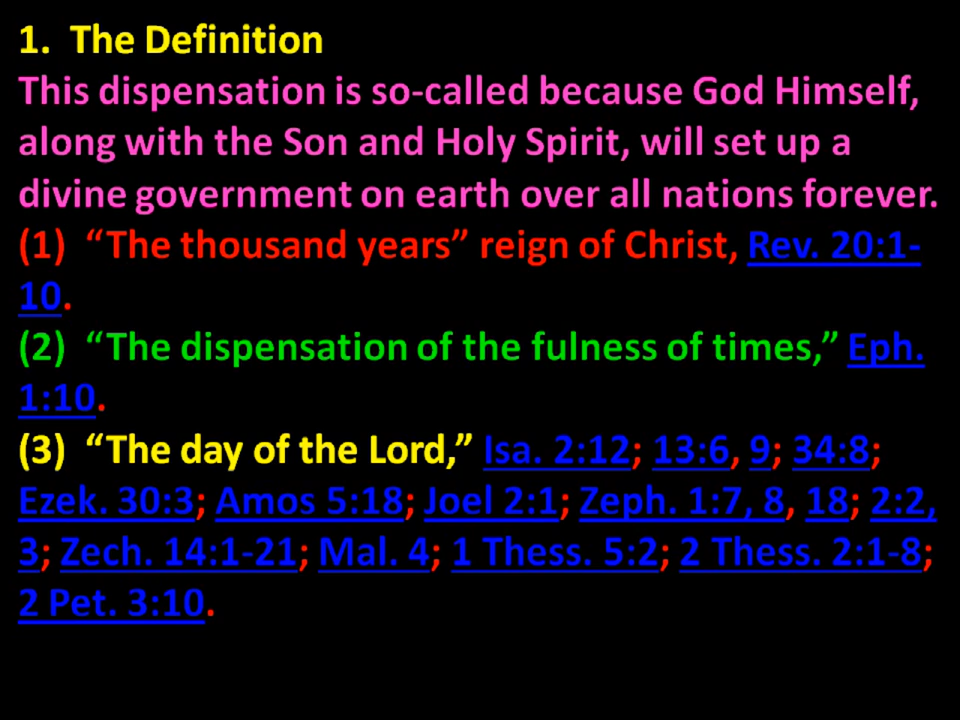 1.  The Definition
This dispensation is so-called because God Himself,
along with the Son and Holy Spirit, will set up a
divine government on earth over all nations forever.
(1)  “The thousand years” reign of Christ, Rev. 20:1-
10.
(2)  “The dispensation of the fulness of times,” Eph.
1:10.
(3)  “The day of the Lord,” Isa. 2:12; 13:6, 9; 34:8;
Ezek. 30:3; Amos 5:18; Joel 2:1; Zeph. 1:7, 8, 18; 2:2,
3; Zech. 14:1-21; Mal. 4; 1 Thess. 5:2; 2 Thess. 2:1-8;
2 Pet. 3:10.